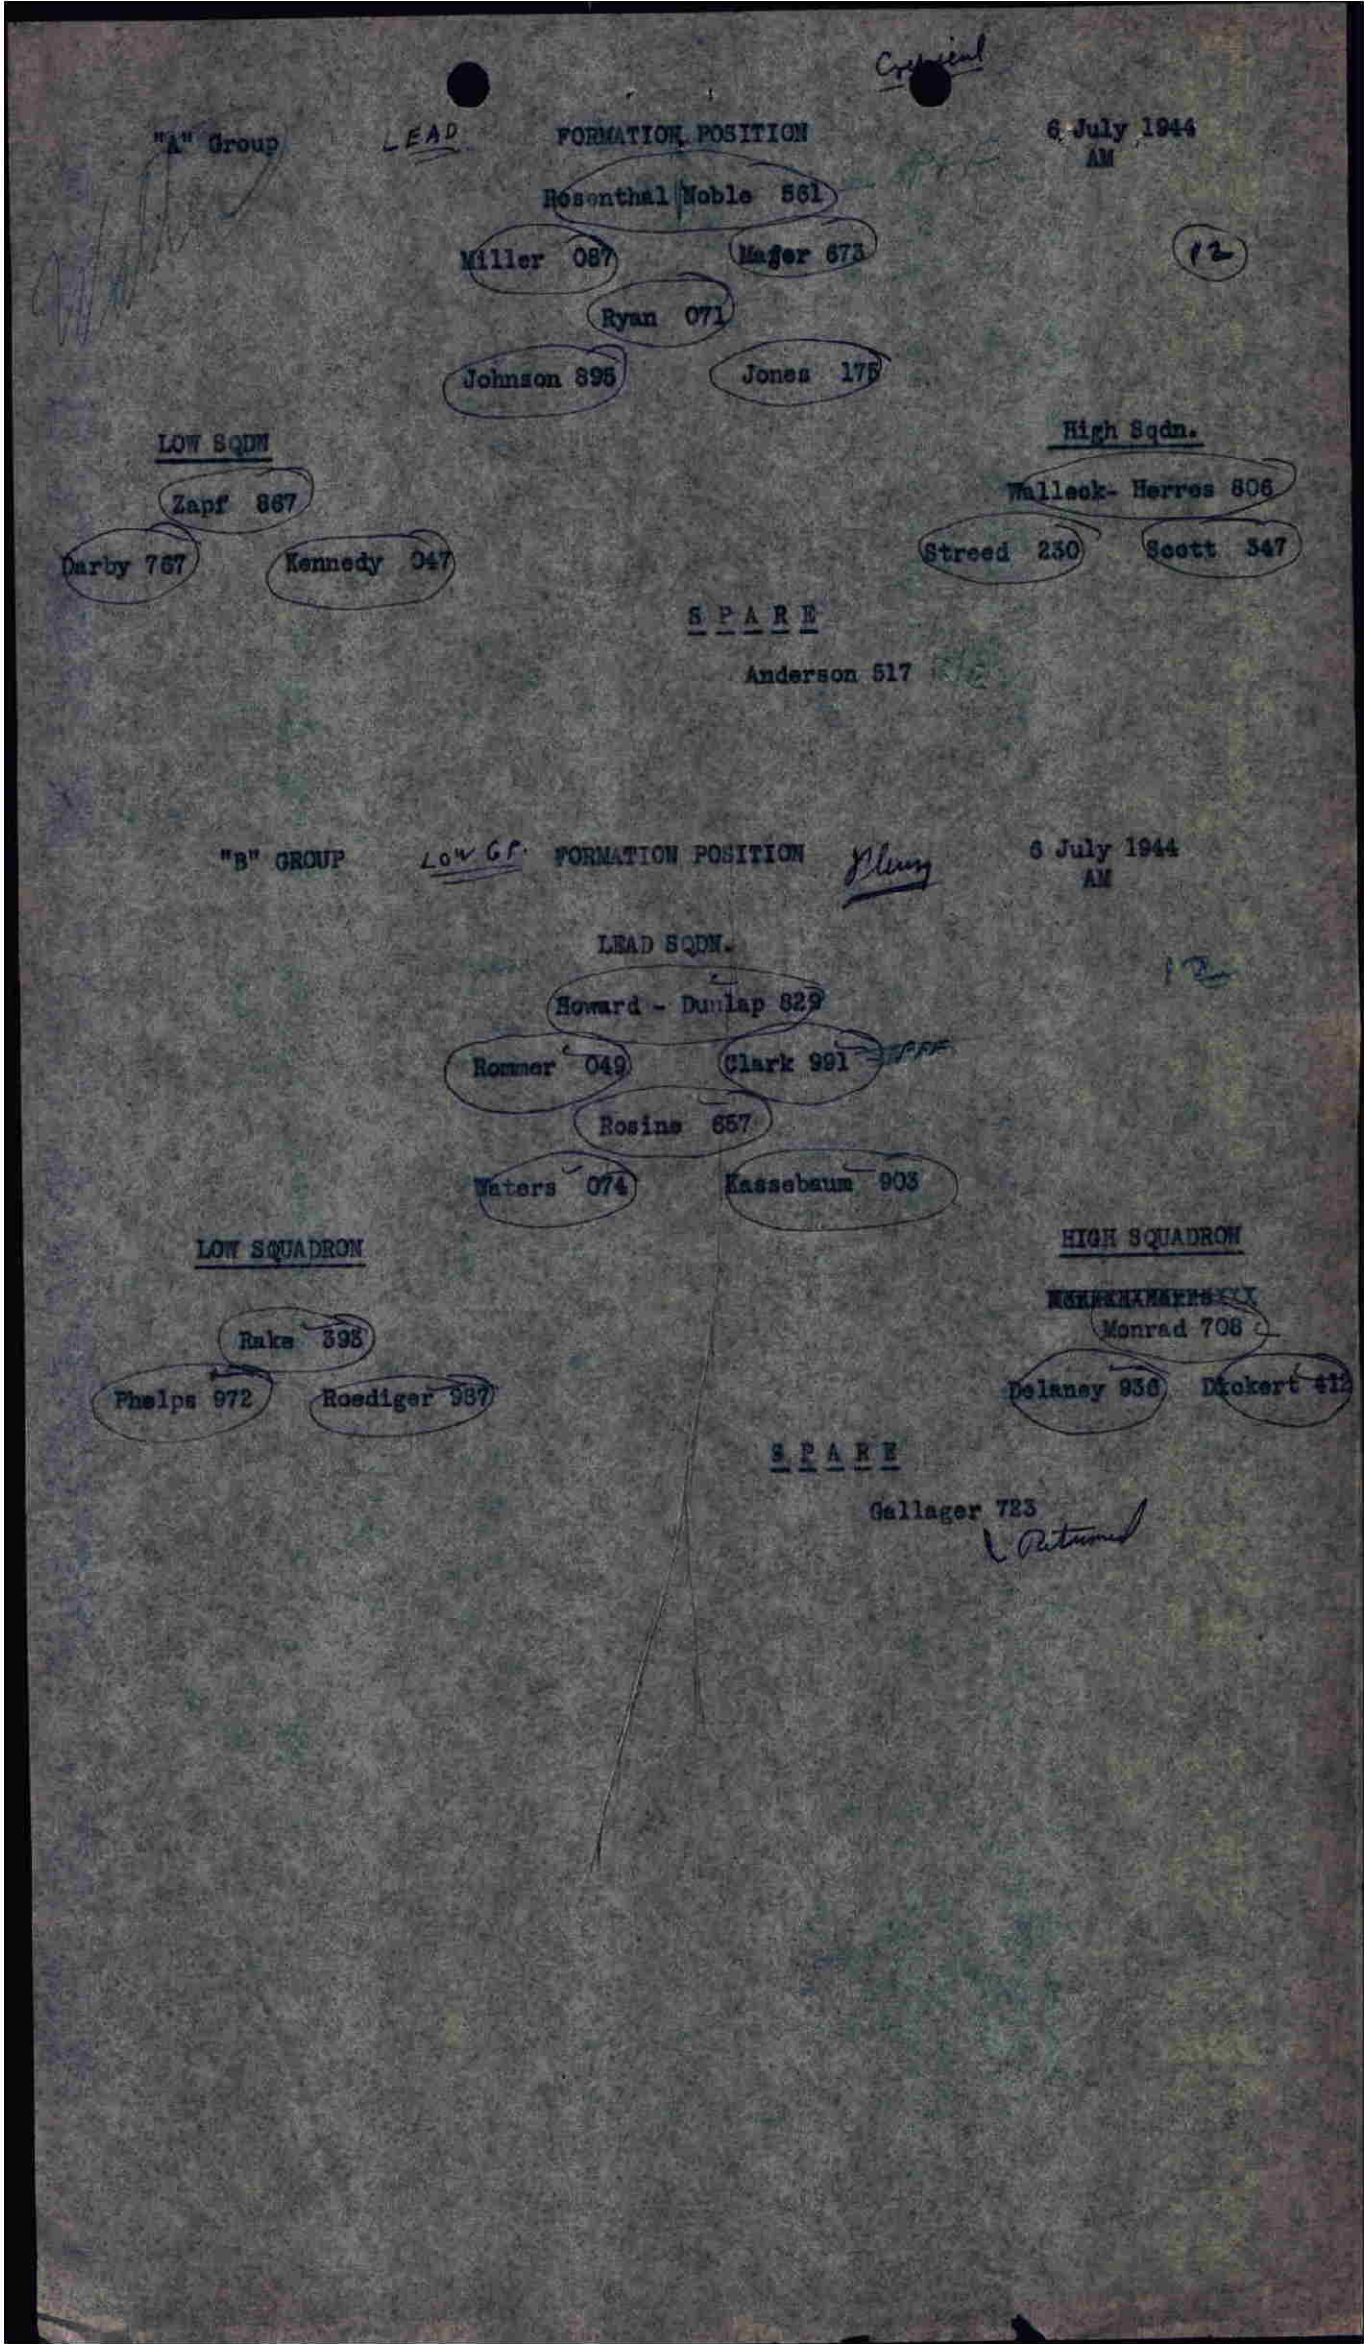 "A" Group LEAD FORMATION POSITION 6 July 1944
AM
Rosenthal Noble 561
Miller 087 Mager 673
12
Ryan 071
Johnson 895 Jones 175
LOW SQDN High Sqdn.
Zapf 867 Walleck- Herres 806
Darby 767 Kennedy 047 Streed 230 Scott 347
SPARE
Anderson 517
"B" GROUP LOW GP. FORMATION POSITION 6 July 1944
AM
LEAD SQDN.
Howard - Dunlap 829
Rommer 049 Clark 991 PFF
Rosine 657
Waters 074 Kassebaum 903
LOW SQUADRON HIGH SQUADRON
Rake 393 Monrad 708
Phelps 972 Roediger 987 Delaney 936 Dickert 412
SPARE
Gallager 723
Returned